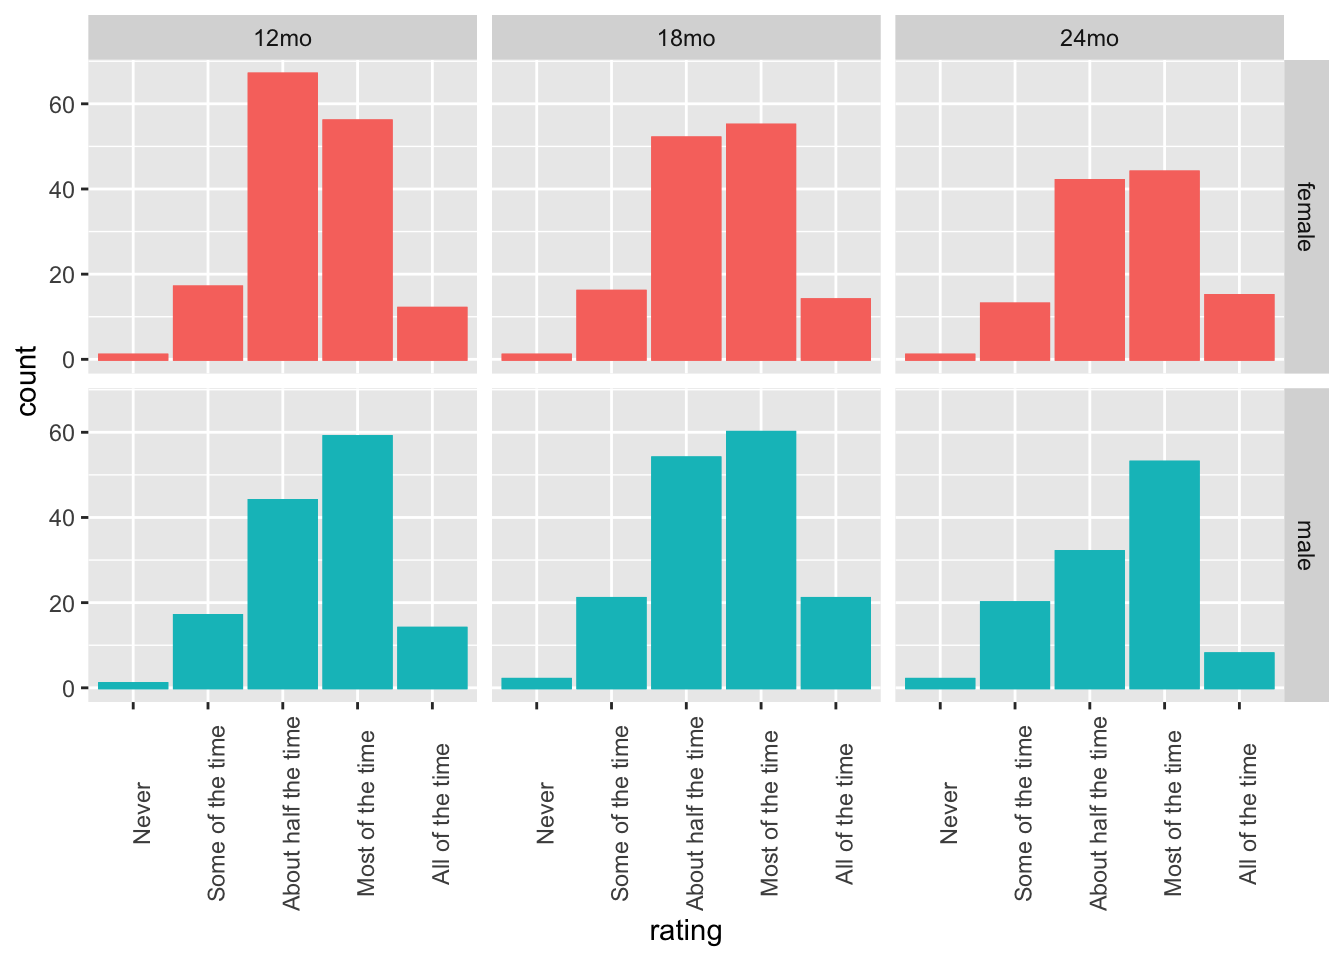 12mo
18mo
24mo
60
40
20
0
female
60
40
20
0
male
count
Never
Some of the time
About half the time
Most of the time
All of the time
Never
Some of the time
About half the time
Most of the time
All of the time
Never
Some of the time
About half the time
Most of the time
All of the time
rating